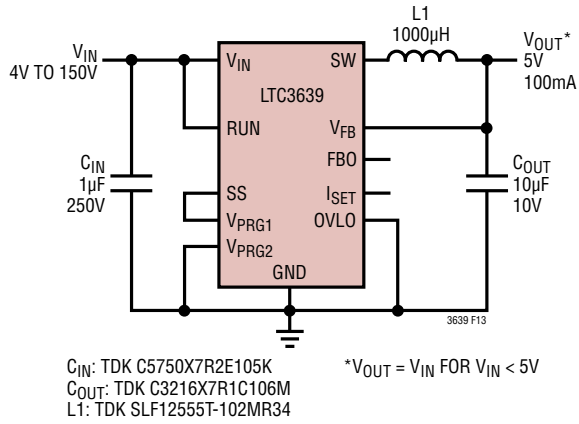 L1
1000µH
VIN
4V TO 150V
VIN
SW
VOUT*
5V
100mA
LTC3639
RUN
VFB
FBO
CIN
1µF
250V
COUT
10µF
10V
SS
ISET
VPRG1
OVLO
VPRG2
GND
3639 F13
CIN: TDK C5750X7R2E105K
*VOUT = VIN FOR VIN < 5V
COUT: TDK C3216X7R1C106M
L1: TDK SLF12555T-102MR34